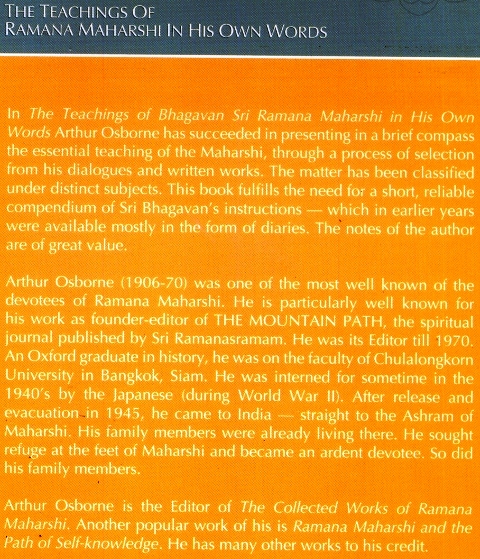 THE TEACHINGS OF
RAMANA MAHARSHI IN HIS OWN WORDS
In The Teachings of Bhagavan Sri Ramana Maharshi in His Own
Words Arthur Osborne has succeeded in presenting in a brief compass
the essential teaching of the Maharshi, through a process of selection
from his dialogues and written works. The matter has been classified
under distinct subjects. This book fulfills the need for a short, reliable
compendium of Sri Bhagavan's instructions — which in earlier years
were available mostly in the form of diaries. The notes of the author
are of great value.
Arthur Osborne (1906-70) was one of the most well known of the
devotees of Ramana Maharshi. He is particularly well known for
his work as founder-editor of THE MOUNTAIN PATH, the spiritual
journal published by Sri Ramanasramam. He was its Editor till 1970.
An Oxford graduate in history, he was on the faculty of Chulalongkorn
University in Bangkok, Siam. He was interned for sometime in the
1940's by the Japanese (during World War II). After release and
evacuation in 1945, he came to India — straight to the Ashram of
Maharshi. His family members were already living there. He sought
refuge at the feet of Maharshi and became an ardent devotee. So did
his family members.
Arthur Osborne is the Editor of The Collected Works of Ramana
Maharshi. Another popular work of his is Ramana Maharshi and the
Path of Self-knowledge. He has many other works to his credit.